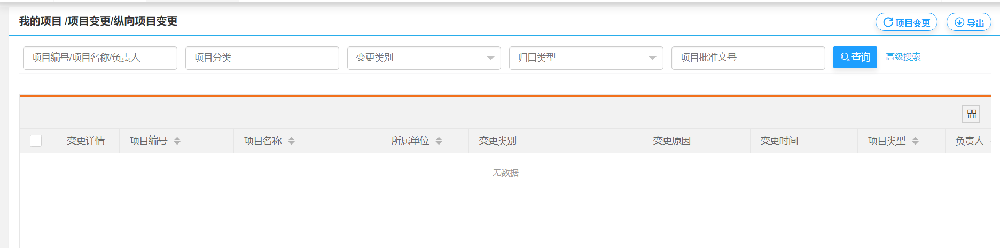 我的项目 /项目变更/纵向项目变更
项目变更 导出
项目编号/项目名称/负责人 项目分类 变更类别 归口类型 项目批准文号 查询 高级搜索
变更详情 项目编号 项目名称 所属单位 变更类别 变更原因 变更时间 项目类型 负责人
无数据